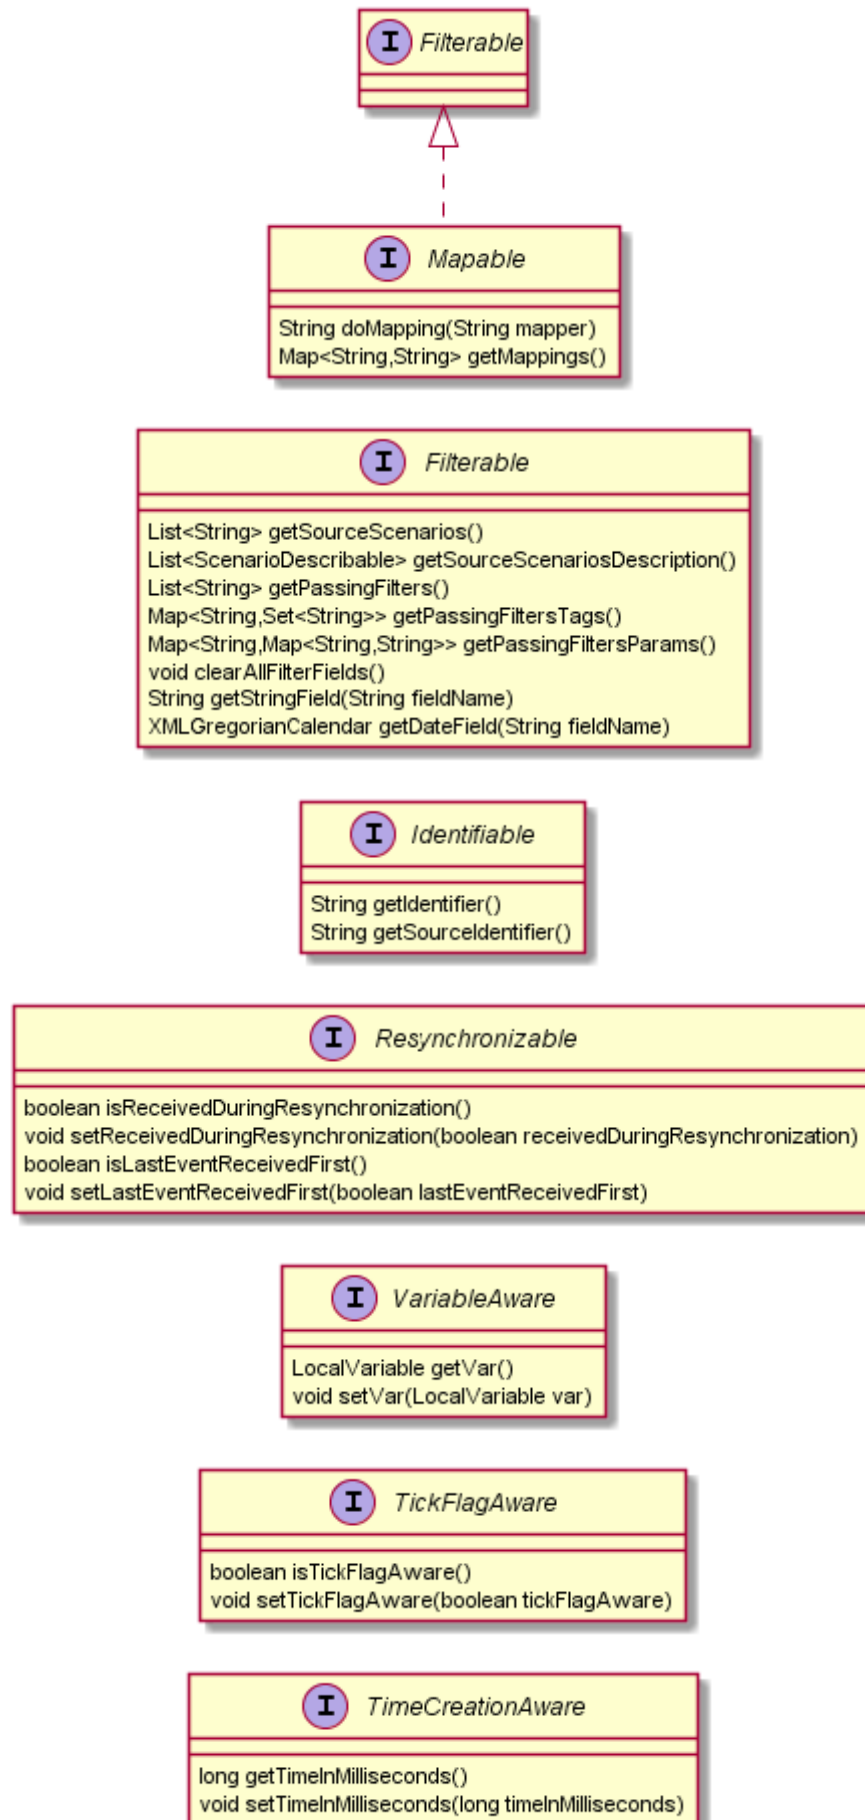 I Filterable
I Mapable
String doMapping(String mapper)
Map<String,String> getMappings()
I Filterable
List<String> getSourceScenarios()
List<ScenarioDescribable> getSourceScenariosDescription()
List<String> getPassingFilters()
Map<String,Set<String>> getPassingFiltersTags()
Map<String,Map<String,String>> getPassingFiltersParams()
void clearAllFilterFields()
String getStringField(String fieldName)
XMLGregorianCalendar getDateField(String fieldName)
I Identifiable
String getIdentifier()
String getSourceIdentifier()
I Resynchronizable
boolean isReceivedDuringResynchronization()
void setReceivedDuringResynchronization(boolean receivedDuringResynchronization)
boolean isLastEventReceivedFirst()
void setLastEventReceivedFirst(boolean lastEventReceivedFirst)
I VariableAware
LocalVariable getVar()
void setVar(LocalVariable var)
I TickFlagAware
boolean isTickFlagAware()
void setTickFlagAware(boolean tickFlagAware)
I TimeCreationAware
long getTimeInMilliseconds()
void setTimeInMilliseconds(long timeInMilliseconds)